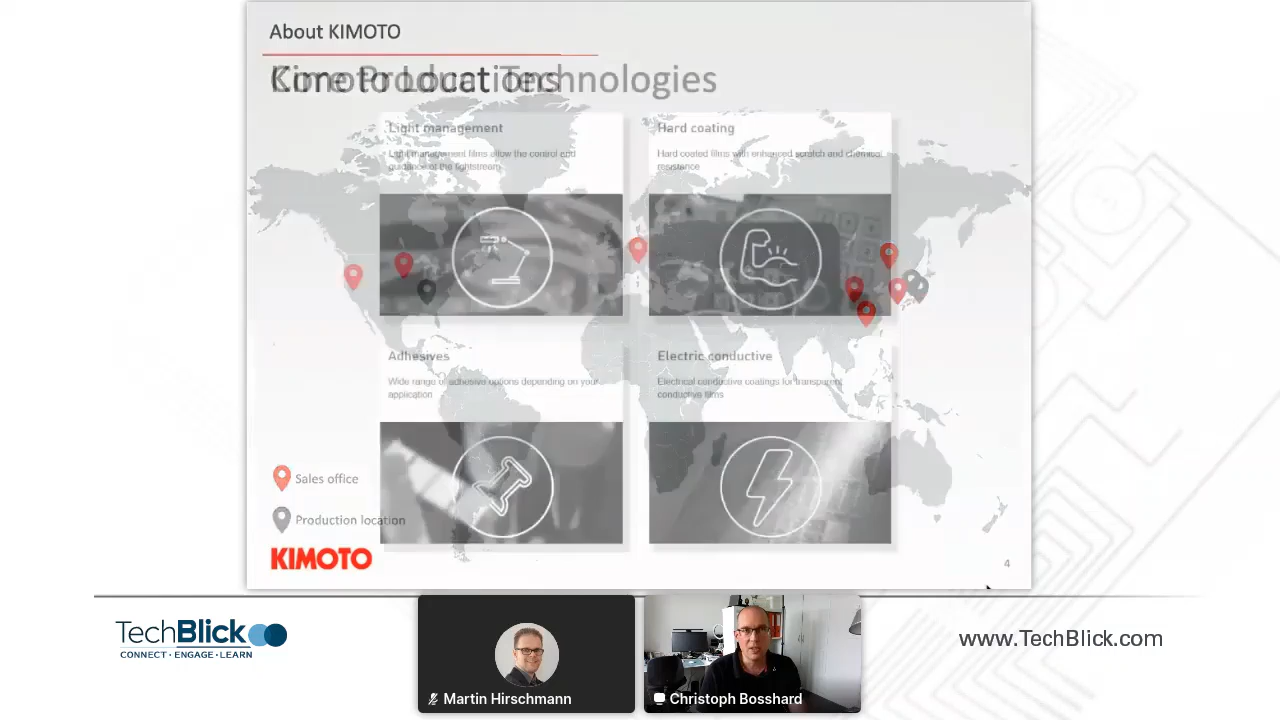 About KIMOTO
Kimoto Locations
Technologies
Light management
Hard coating
Light management films allow the control and
guidance of the lightstream
Hard coated films with enhanced scratch and chemical
resistance
Adhesives
Electric conductive
Wide range of adhesive options depending on your
application
Electrical conductive coatings for transparent
conductive films
Sales office
Production location
KIMOTO
4
TechBlick
CONNECT · ENGAGE · LEARN
Martin Hirschmann
Christoph Bosshard
www.TechBlick.com